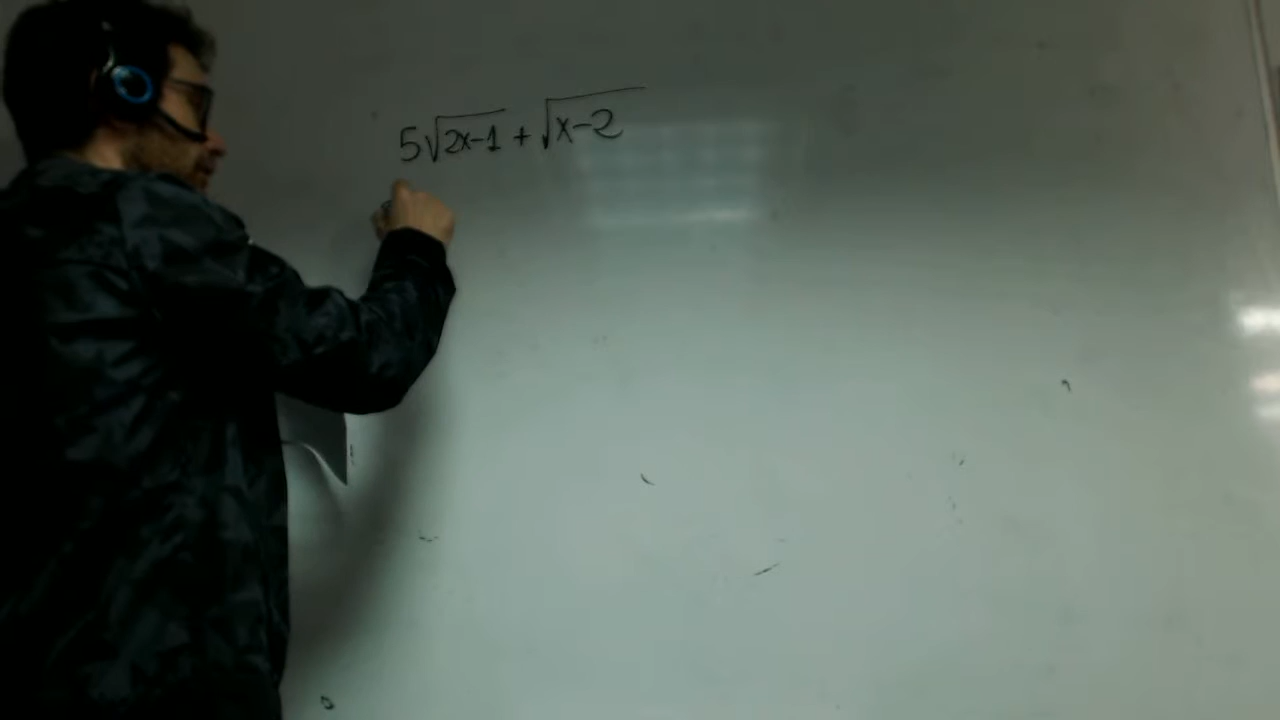 5√(2x-1) + √(x-2)